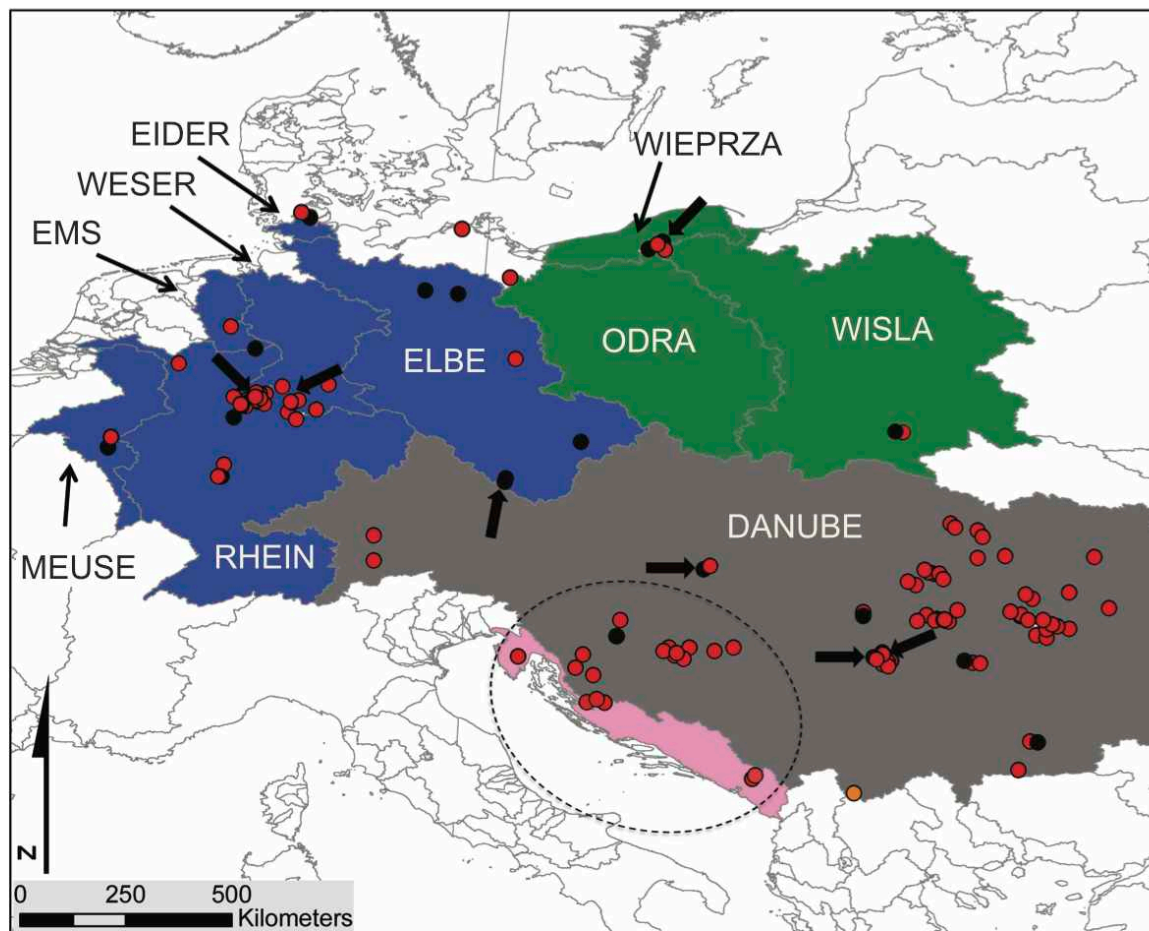 EIDER
WIEPRZA
WESER
EMS
ODRA
WISLA
ELBE
DANUBE
MEUSE
RHEIN
N
0 250 500
Kilometers